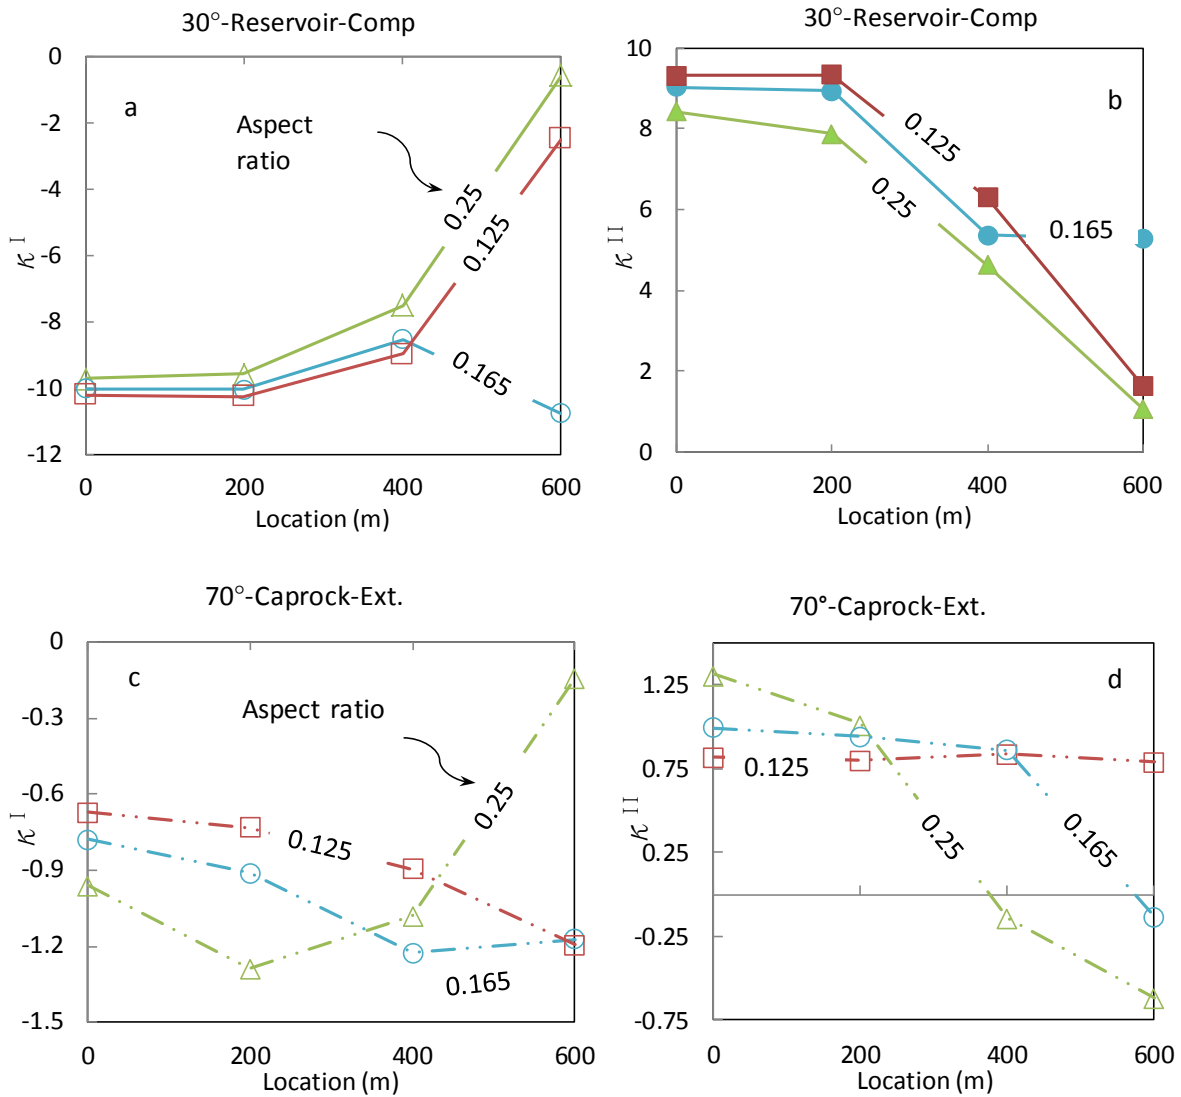 30°-Reservoir-Comp
0
-2
-4
-6
-8
-10
-12
κ I
a
Aspect
ratio
0.25
0.125
0.165
0 200 400 600
Location (m)
30°-Reservoir-Comp
10
8
6
4
2
0
κ II
b
0.125
0.25
0.165
0 200 400 600
Location (m)
70°-Caprock-Ext.
0
-0.3
-0.6
-0.9
-1.2
-1.5
κ I
c
Aspect ratio
0.25
0.125
0.165
0 200 400 600
Location (m)
70°-Caprock-Ext.
1.25
0.75
0.25
-0.25
-0.75
κ II
d
0.125
0.25
0.165
0 200 400 600
Location (m)